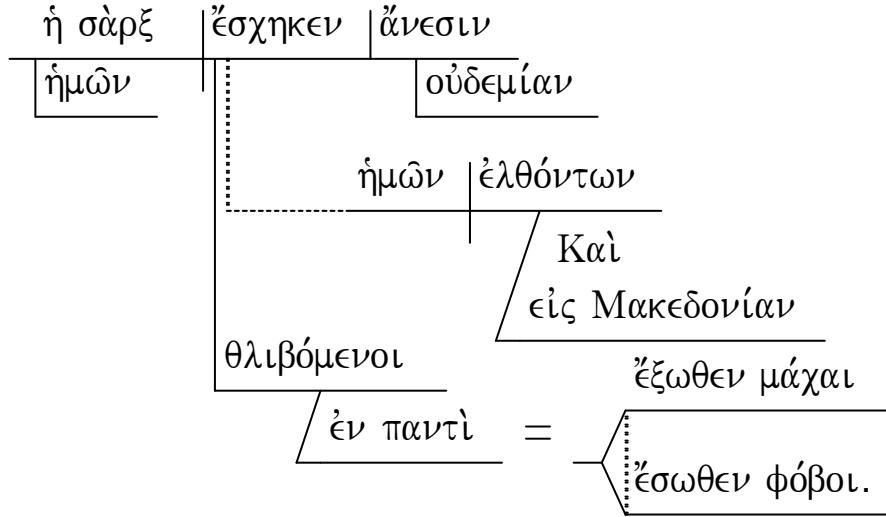 ἡ σὰρξ ἔσχηκεν ἄνεσιν
ἡμῶν οὐδεμίαν
ἡμῶν ἐλθόντων
Καὶ
εἰς Μακεδονίαν
θλιβόμενοι
ἔξωθεν μάχαι
ἐν παντὶ =
ἔσωθεν φόβοι.